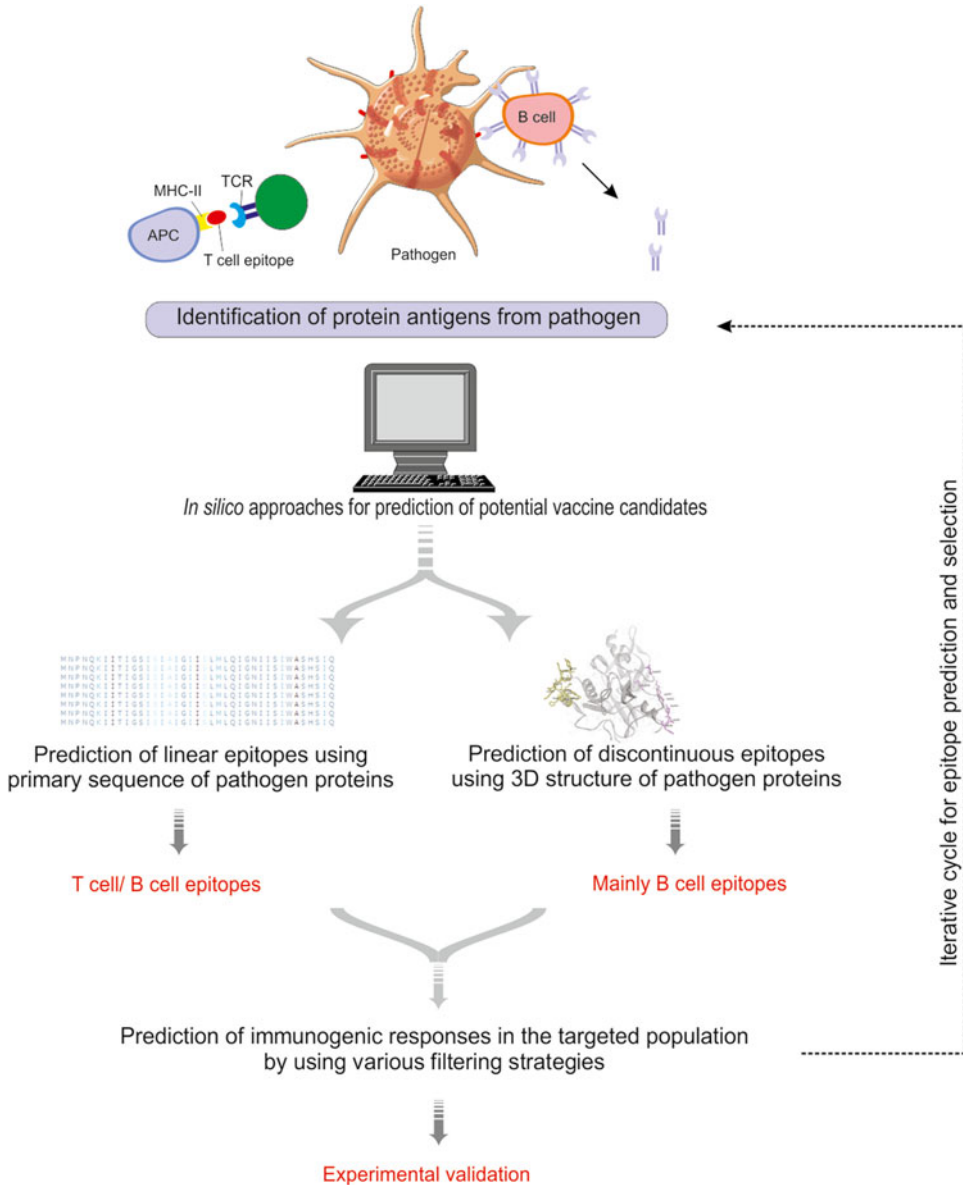 B cell
TCR
MHC-II
APC
T cell epitope
Pathogen
Identification of protein antigens from pathogen
In silico approaches for prediction of potential vaccine candidates
Prediction of linear epitopes using
primary sequence of pathogen proteins
Prediction of discontinuous epitopes
using 3D structure of pathogen proteins
T cell/ B cell epitopes
Mainly B cell epitopes
Prediction of immunogenic responses in the targeted population
by using various filtering strategies
Experimental validation
Iterative cycle for epitope prediction and selection